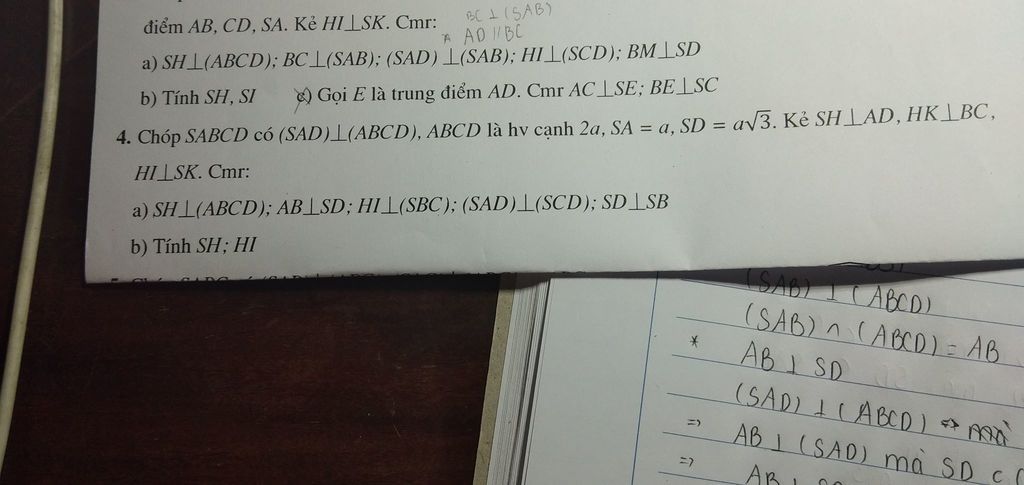 điểm AB, CD, SA. Kẻ HI⊥SK. Cmr:
BC ⊥ (SAB)
AD // BC
a) SH⊥(ABCD); BC⊥(SAB); (SAD) ⊥(SAB); HI⊥(SCD); BM⊥SD
b) Tính SH, SI c) Gọi E là trung điểm AD. Cmr AC⊥SE; BE⊥SC
4. Chóp SABCD có (SAD)⊥(ABCD), ABCD là hv cạnh 2a, SA = a, SD = a√3. Kẻ SH⊥AD, HK⊥BC,
HI⊥SK. Cmr:
a) SH⊥(ABCD); AB⊥SD; HI⊥(SBC); (SAD)⊥(SCD); SD⊥SB
b) Tính SH; HI
(SAB) ⊥ (ABCD)
(SAB) ∩ (ABCD) = AB
* AB ⊥ SD
(SAD) ⊥ (ABCD) ⇔
=> AB ⊥ (SAD) mà SD ⊂ (
=> AB ⊥